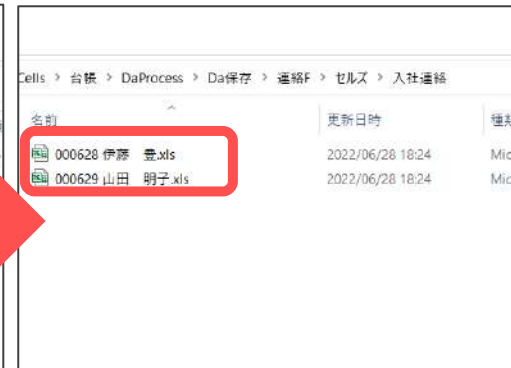 Cells > 台帳 > DaProcess > Da保存 > 連絡F > セルズ > 入社連絡
名前 更新日時 種類
000628 伊藤　豊.xls 2022/06/28 18:24 Mic
000629 山田　明子.xls 2022/06/28 18:24 Mic